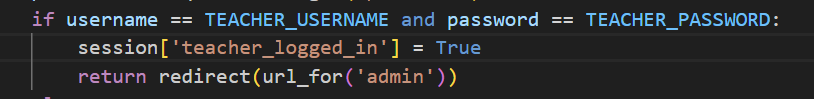 if username == TEACHER_USERNAME and password == TEACHER_PASSWORD:
session['teacher_logged_in'] = True
return redirect(url_for('admin'))